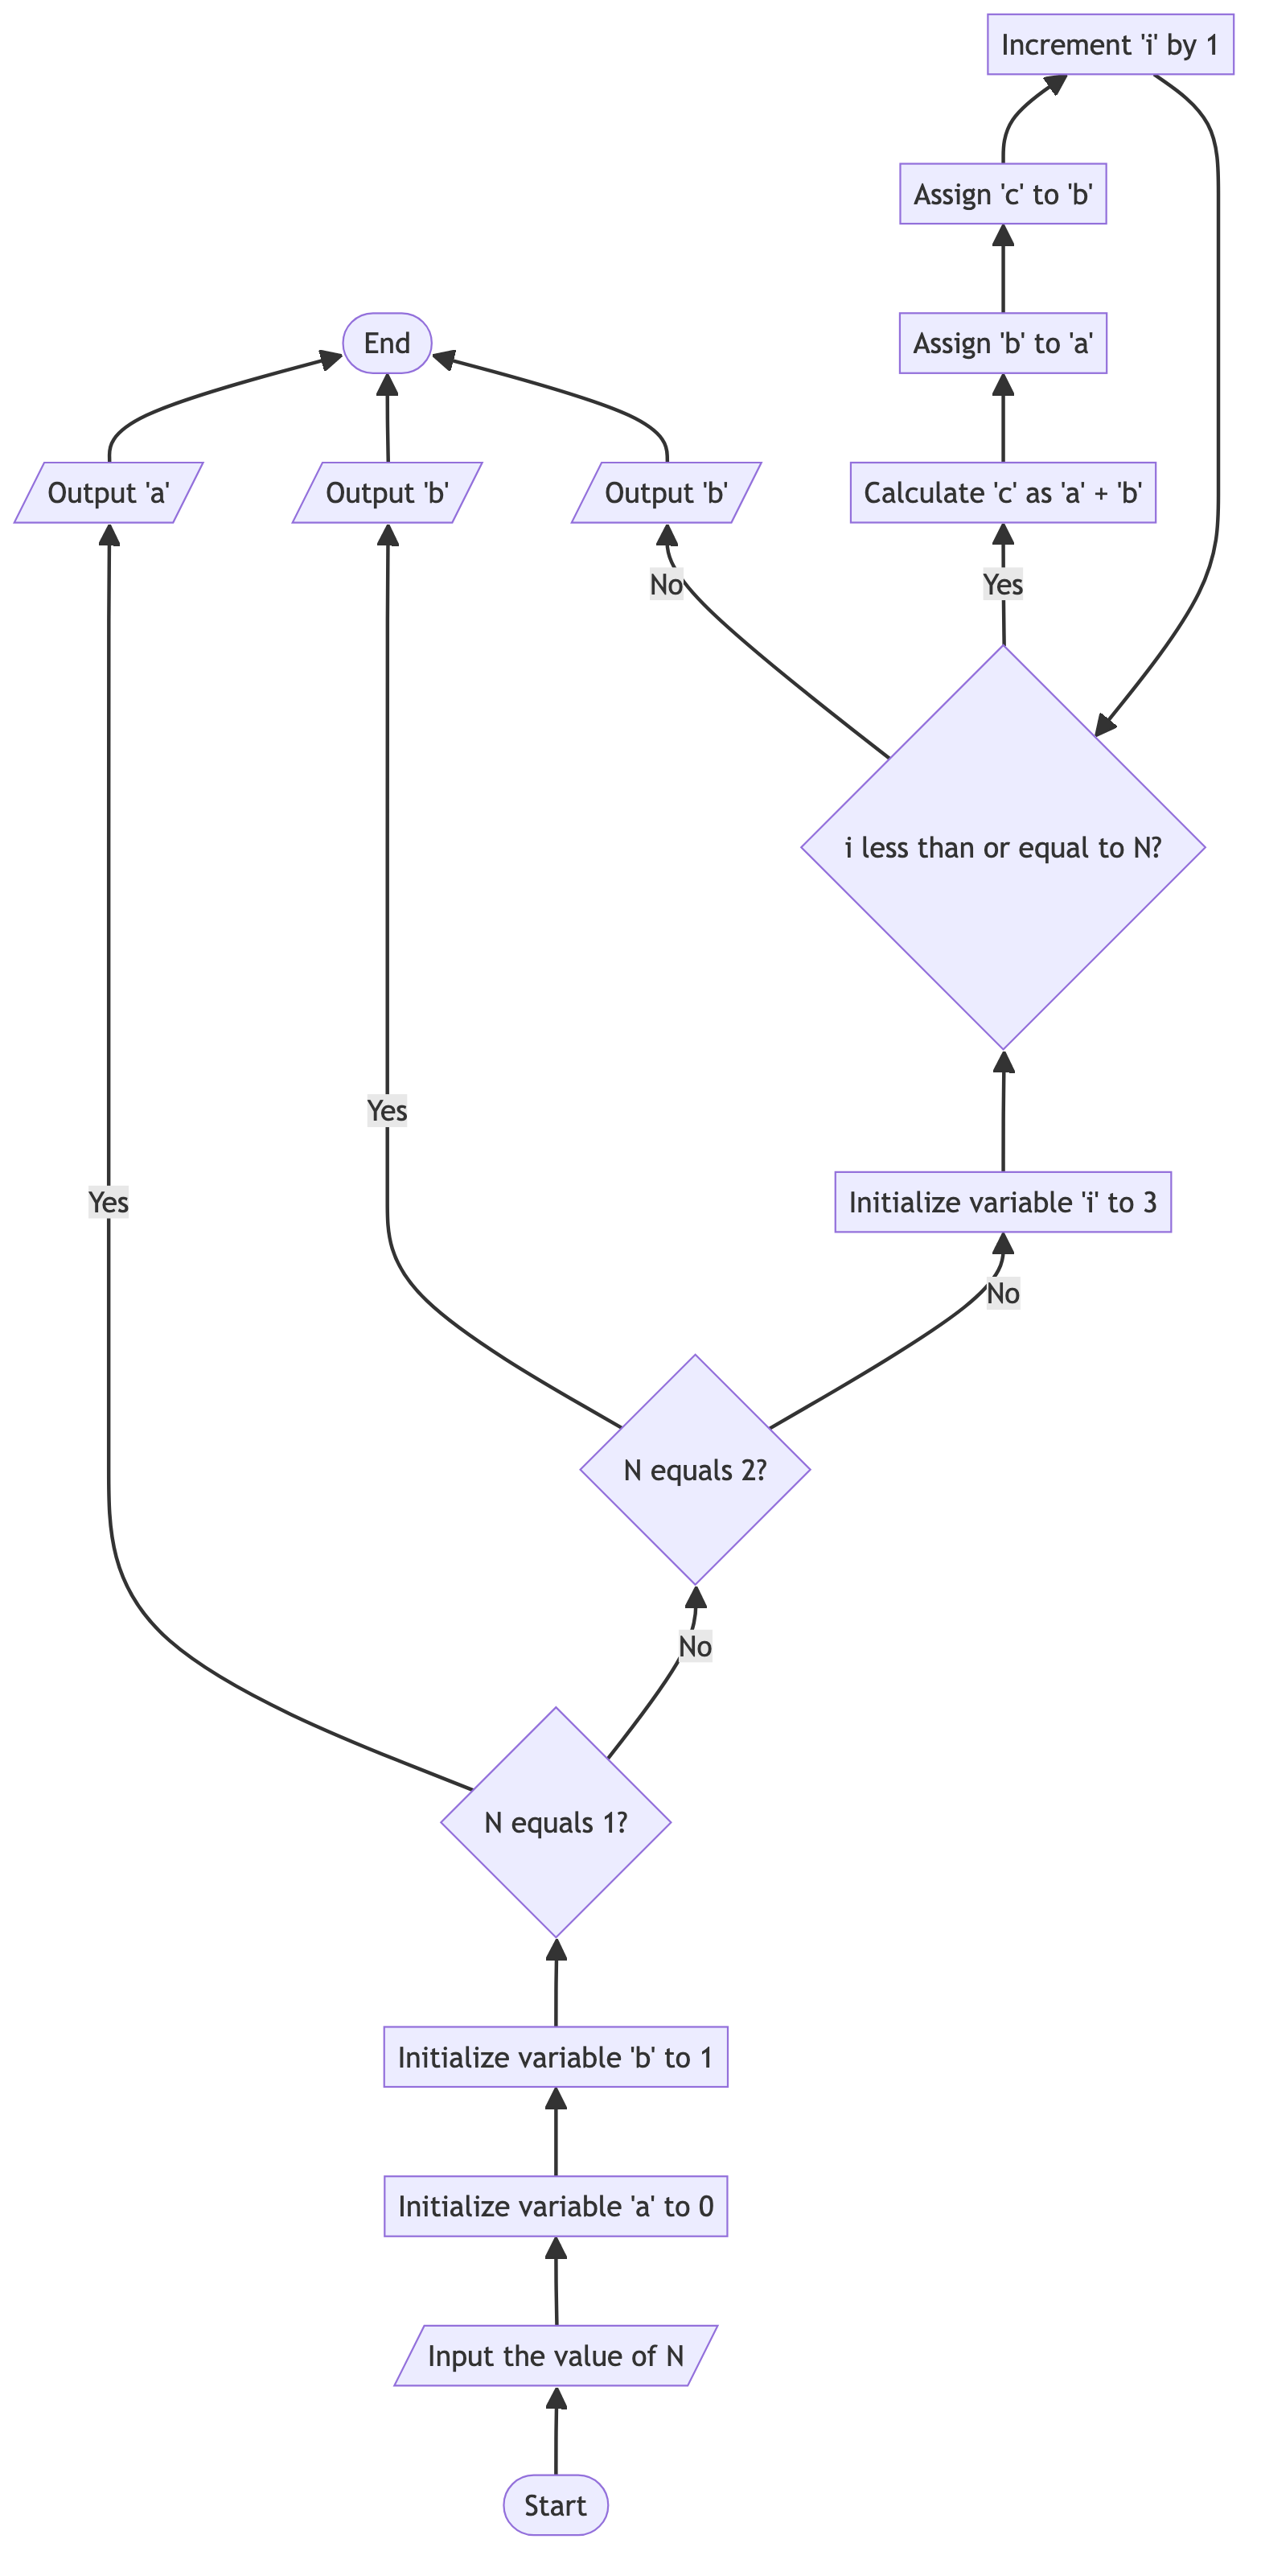 Increment 'i' by 1
Assign 'c' to 'b'
End
Assign 'b' to 'a'
Output 'a'
Output 'b'
Output 'b'
Calculate 'c' as 'a' + 'b'
No
Yes
i less than or equal to N?
Yes
Yes
Initialize variable 'i' to 3
No
N equals 2?
No
N equals 1?
Initialize variable 'b' to 1
Initialize variable 'a' to 0
Input the value of N
Start